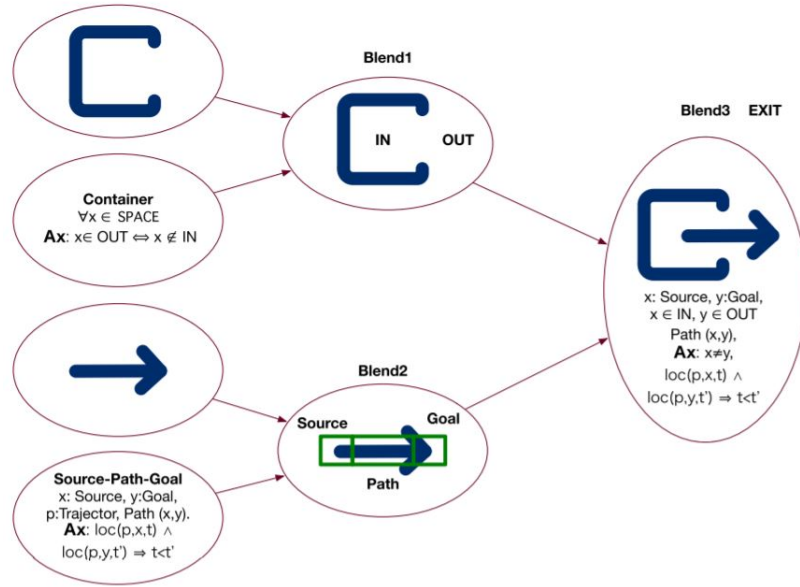 Blend1
IN OUT
Container
∀x ∈ SPACE
Ax: x∈ OUT ⇔ x ∉ IN
Blend3 EXIT
x: Source, y:Goal,
x ∈ IN, y ∈ OUT
Path (x,y),
Ax: x≠y,
loc(p,x,t) ∧
loc(p,y,t’) ⇒ t<t’
Blend2
Source Goal
Path
Source-Path-Goal
x: Source, y:Goal,
p:Trajector, Path (x,y).
Ax: loc(p,x,t) ∧
loc(p,y,t’) ⇒ t<t’